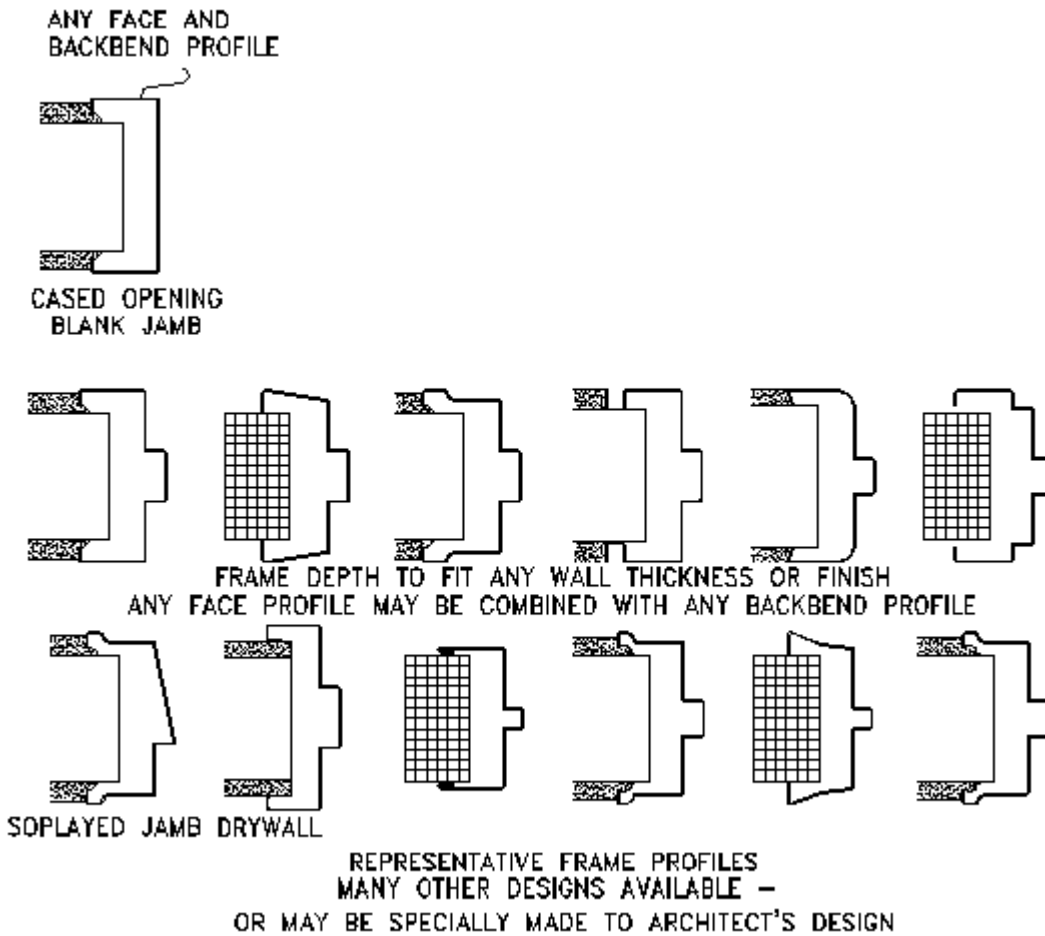 ANY FACE AND
BACKBEND PROFILE
CASED OPENING
BLANK JAMB
FRAME DEPTH TO FIT ANY WALL THICKNESS OR FINISH
ANY FACE PROFILE MAY BE COMBINED WITH ANY BACKBEND PROFILE
SOPLAYED JAMB DRYWALL
REPRESENTATIVE FRAME PROFILES
MANY OTHER DESIGNS AVAILABLE –
OR MAY BE SPECIALLY MADE TO ARCHITECT'S DESIGN